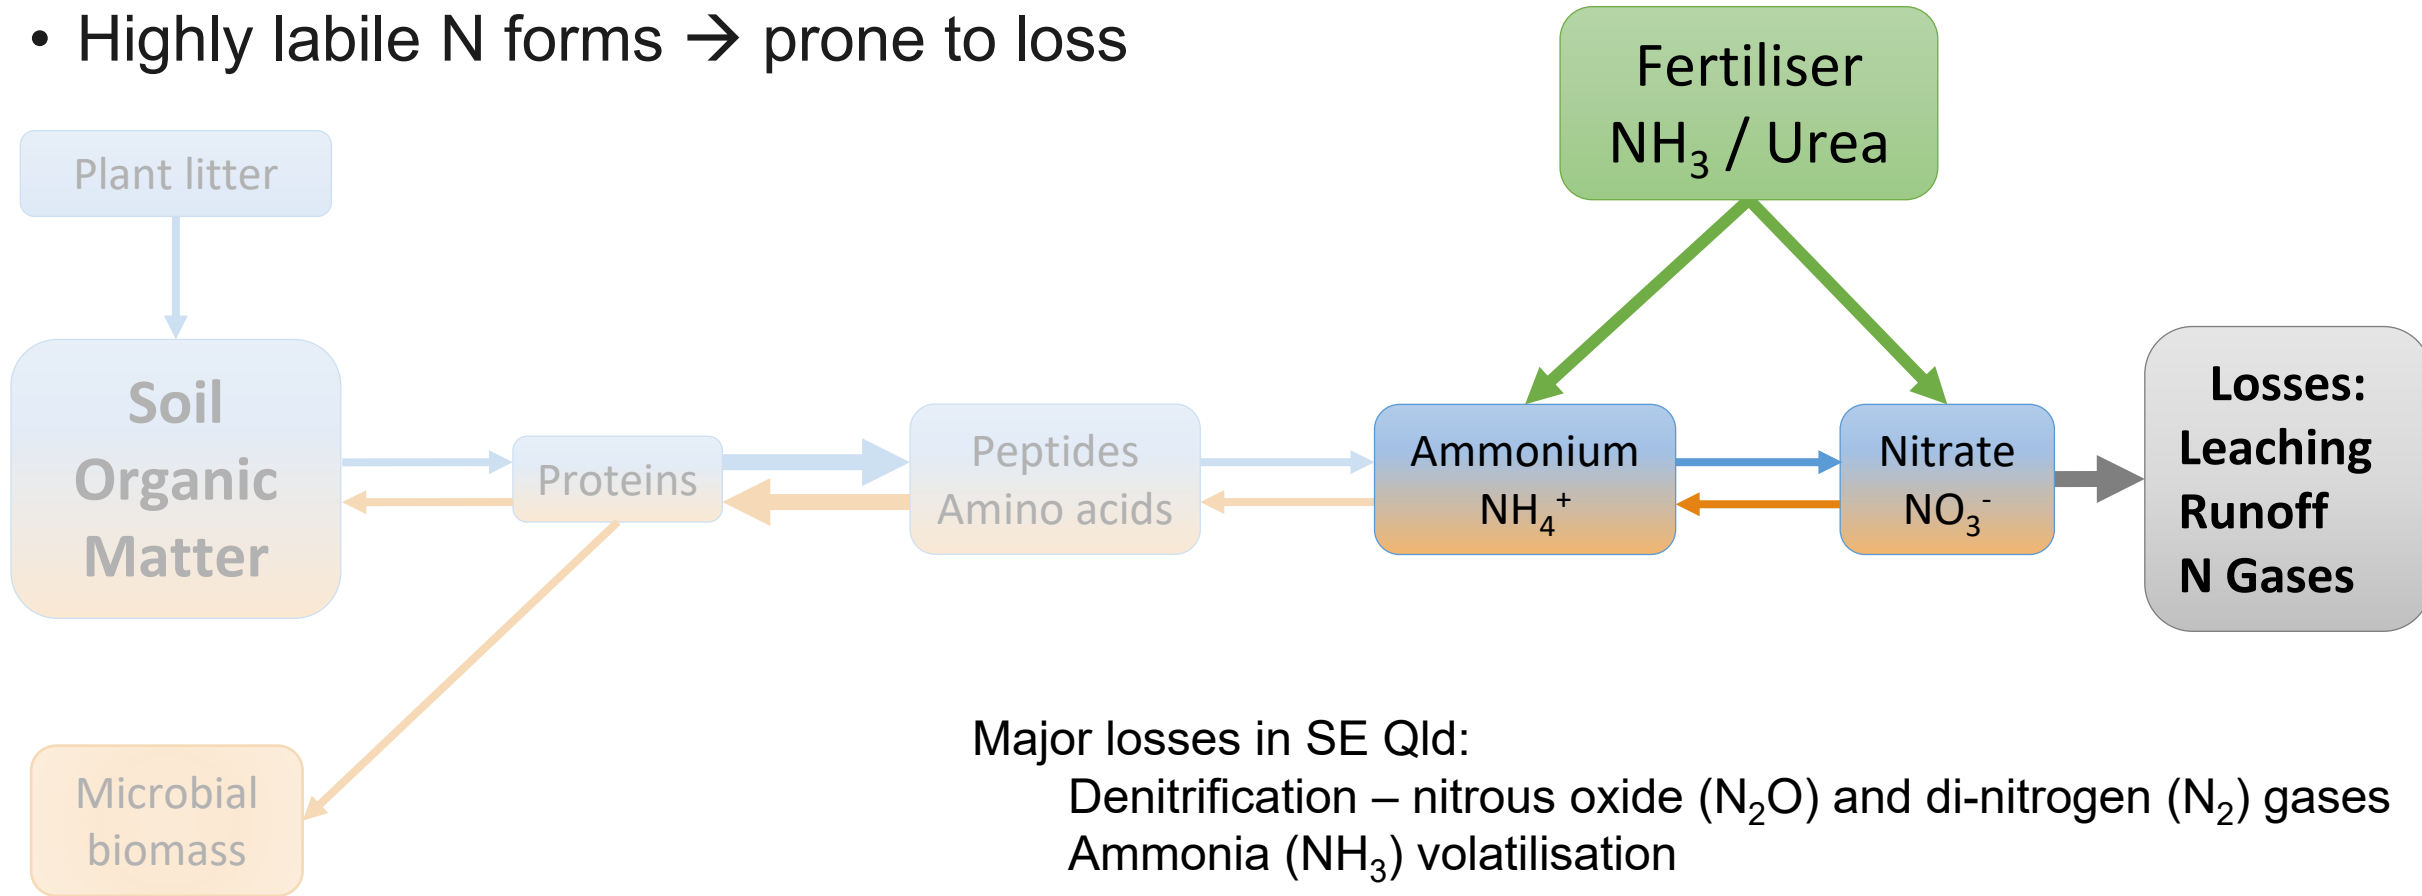 • Highly labile N forms → prone to loss
Fertiliser
NH₃ / Urea
Plant litter
Soil
Organic
Matter
Proteins
Peptides
Amino acids
Ammonium
NH₄⁺
Nitrate
NO₃⁻
Losses:
Leaching
Runoff
N Gases
Microbial
biomass
Major losses in SE Qld:
Denitrification – nitrous oxide (N₂O) and di-nitrogen (N₂) gases
Ammonia (NH₃) volatilisation